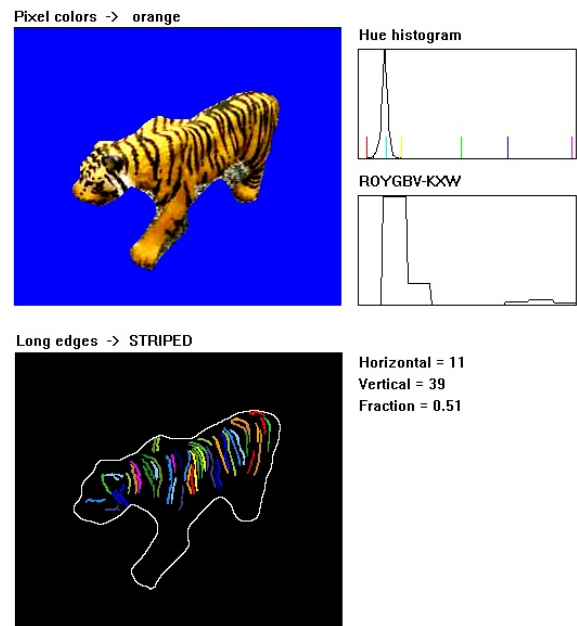 Pixel colors -> orange
Hue histogram
ROYGBV-KXW
Long edges -> STRIPED
Horizontal = 11
Vertical = 39
Fraction = 0.51